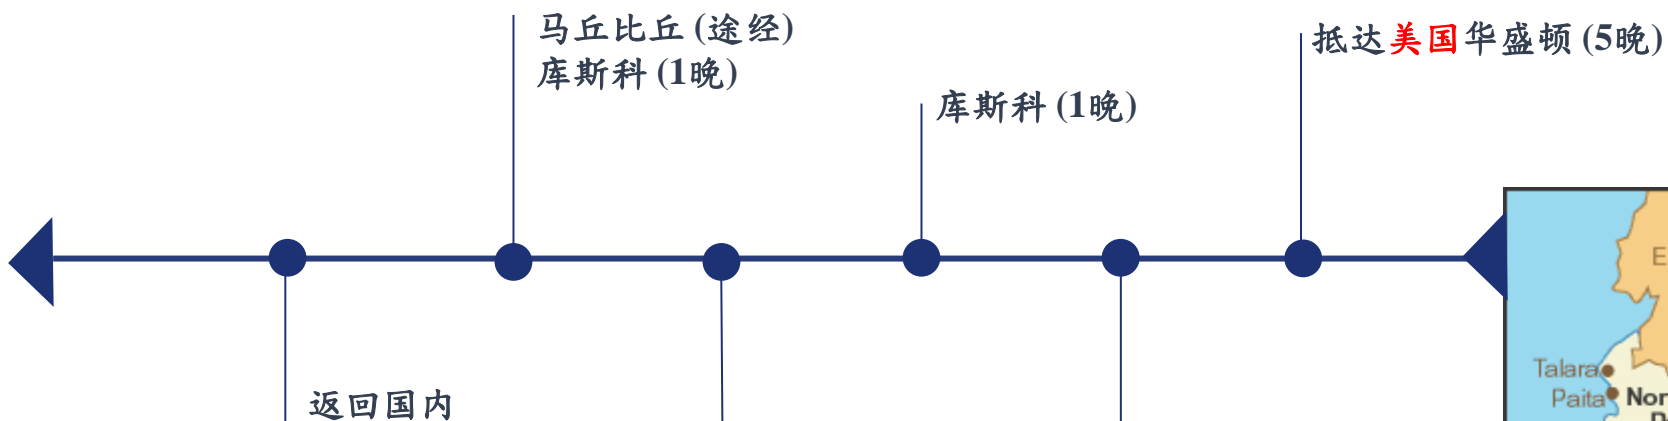 马丘比丘 (途经)
库斯科 (1晚)
库斯科 (1晚)
抵达美国华盛顿 (5晚)
返回国内
Talara
Paita